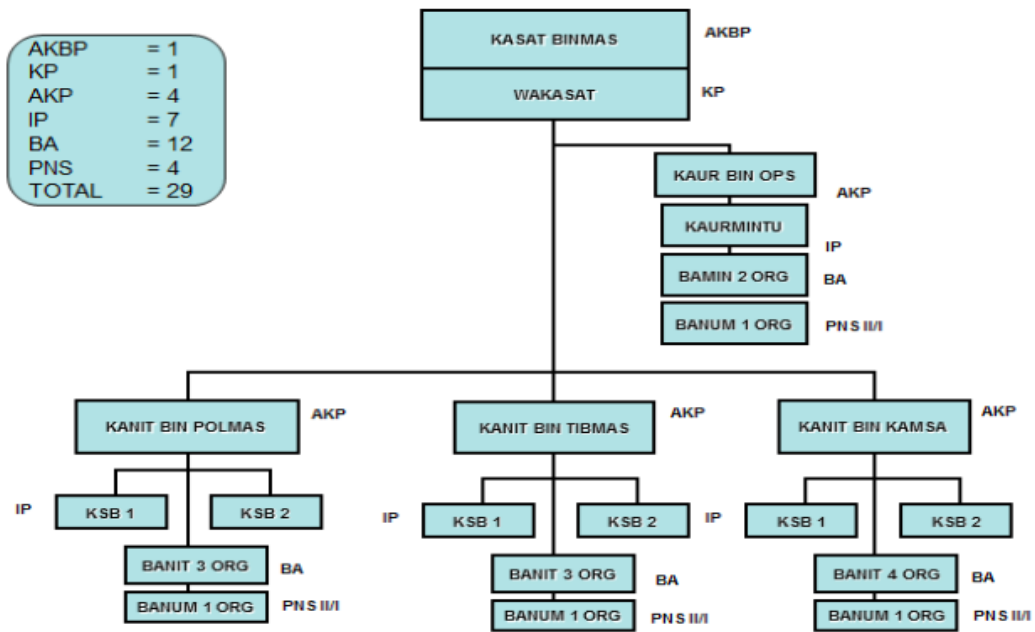 AKBP = 1
KP = 1
AKP = 4
IP = 7
BA = 12
PNS = 4
TOTAL = 29
KASAT BINMAS
AKBP
WAKASAT
KP
KAUR BIN OPS
AKP
KAURMINTU
IP
BAMIN 2 ORG
BA
BANUM 1 ORG
PNS II/I
KANIT BIN POLMAS
AKP
IP
KSB 1
KSB 2
BANIT 3 ORG
BA
BANUM 1 ORG
PNS II/I
KANIT BIN TIBMAS
AKP
IP
KSB 1
KSB 2
BANIT 3 ORG
BA
BANUM 1 ORG
PNS II/I
KANIT BIN KAMSA
AKP
IP
KSB 1
KSB 2
BANIT 4 ORG
BA
BANUM 1 ORG
PNS II/I